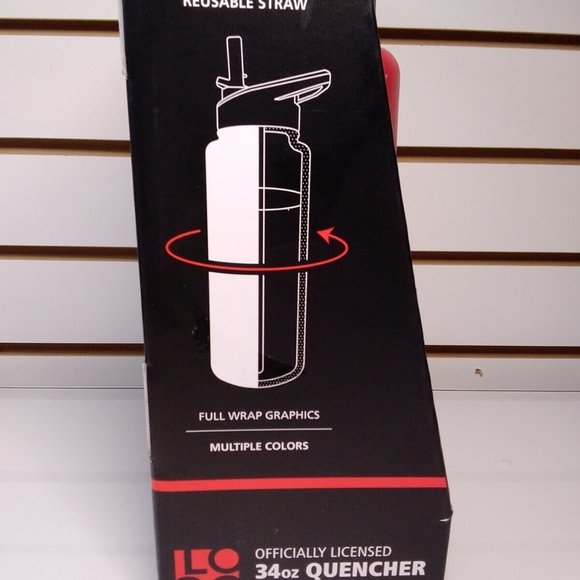 REUSABLE STRAW
FULL WRAP GRAPHICS
MULTIPLE COLORS
OFFICIALLY LICENSED
34oz QUENCHER